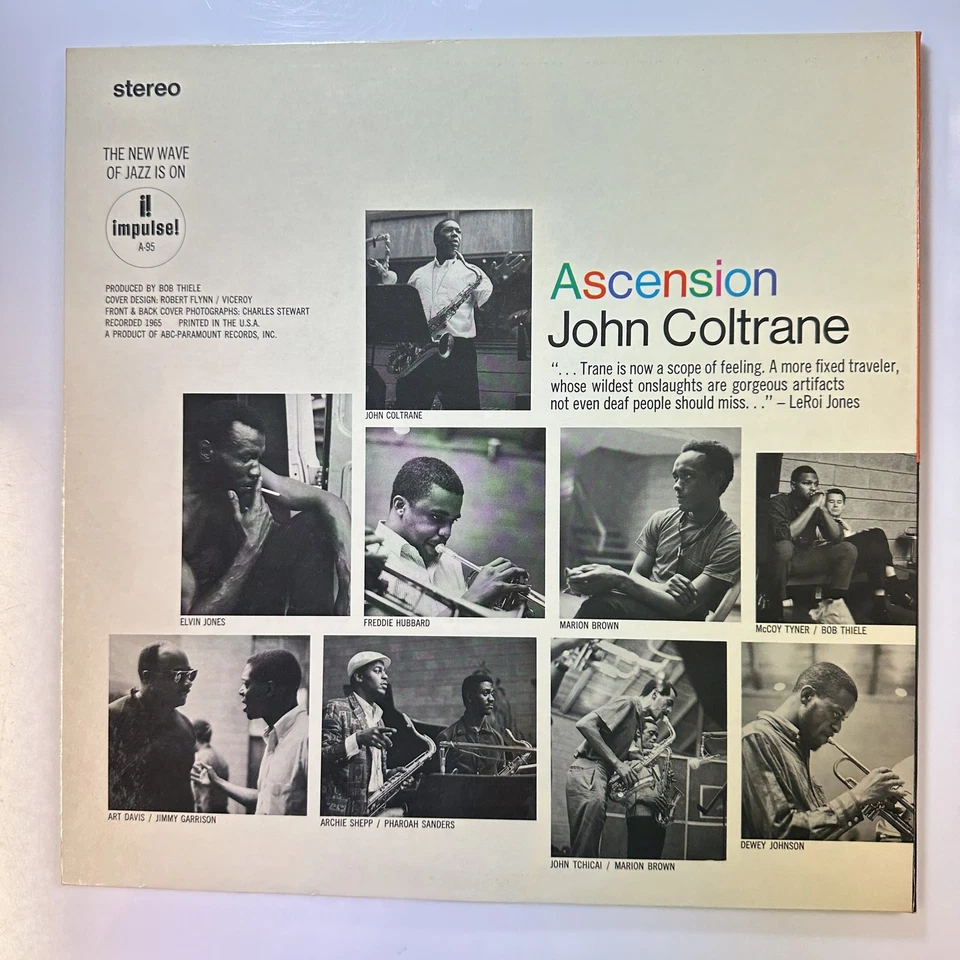 stereo
THE NEW WAVE
OF JAZZ IS ON
i!
impulse!
A-95
PRODUCED BY BOB THIELE
COVER DESIGN: ROBERT FLYNN / VICEROY
FRONT & BACK COVER PHOTOGRAPHS: CHARLES STEWART
RECORDED 1965 PRINTED IN THE U.S.A.
A PRODUCT OF ABC-PARAMOUNT RECORDS, INC.
Ascension
John Coltrane
“. . . Trane is now a scope of feeling. A more fixed traveler,
whose wildest onslaughts are gorgeous artifacts
not even deaf people should miss. . .” – LeRoi Jones
JOHN COLTRANE
ELVIN JONES
FREDDIE HUBBARD
MARION BROWN
McCOY TYNER / BOB THIELE
ART DAVIS / JIMMY GARRISON
ARCHIE SHEPP / PHAROAH SANDERS
JOHN TCHICAI / MARION BROWN
DEWEY JOHNSON